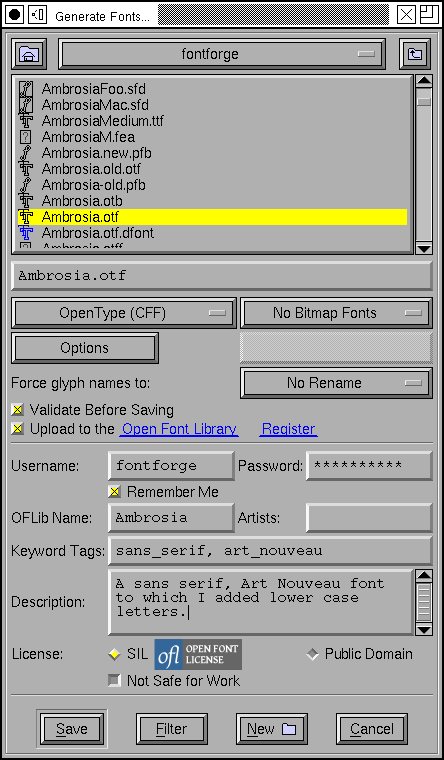 Generate Fonts...
fontforge
AmbrosiaFoo.sfd
AmbrosiaMac.sfd
AmbrosiaMedium.ttf
AmbrosiaM.fea
Ambrosia.new.pfb
Ambrosia.old.otf
Ambrosia-old.pfb
Ambrosia.otb
Ambrosia.otf
Ambrosia.otf.dfont
Ambrosia.otff
Ambrosia.otf
OpenType (CFF) No Bitmap Fonts
Options
Force glyph names to: No Rename
Validate Before Saving
Upload to the Open Font Library Register
Username: fontforge Password: **********
Remember Me
OFLib Name: Ambrosia Artists:
Keyword Tags: sans_serif, art_nouveau
Description: A sans serif, Art Nouveau font
to which I added lower case
letters.
License: SIL ofl OPEN FONT LICENSE Public Domain
Not Safe for Work
Save Filter New Cancel